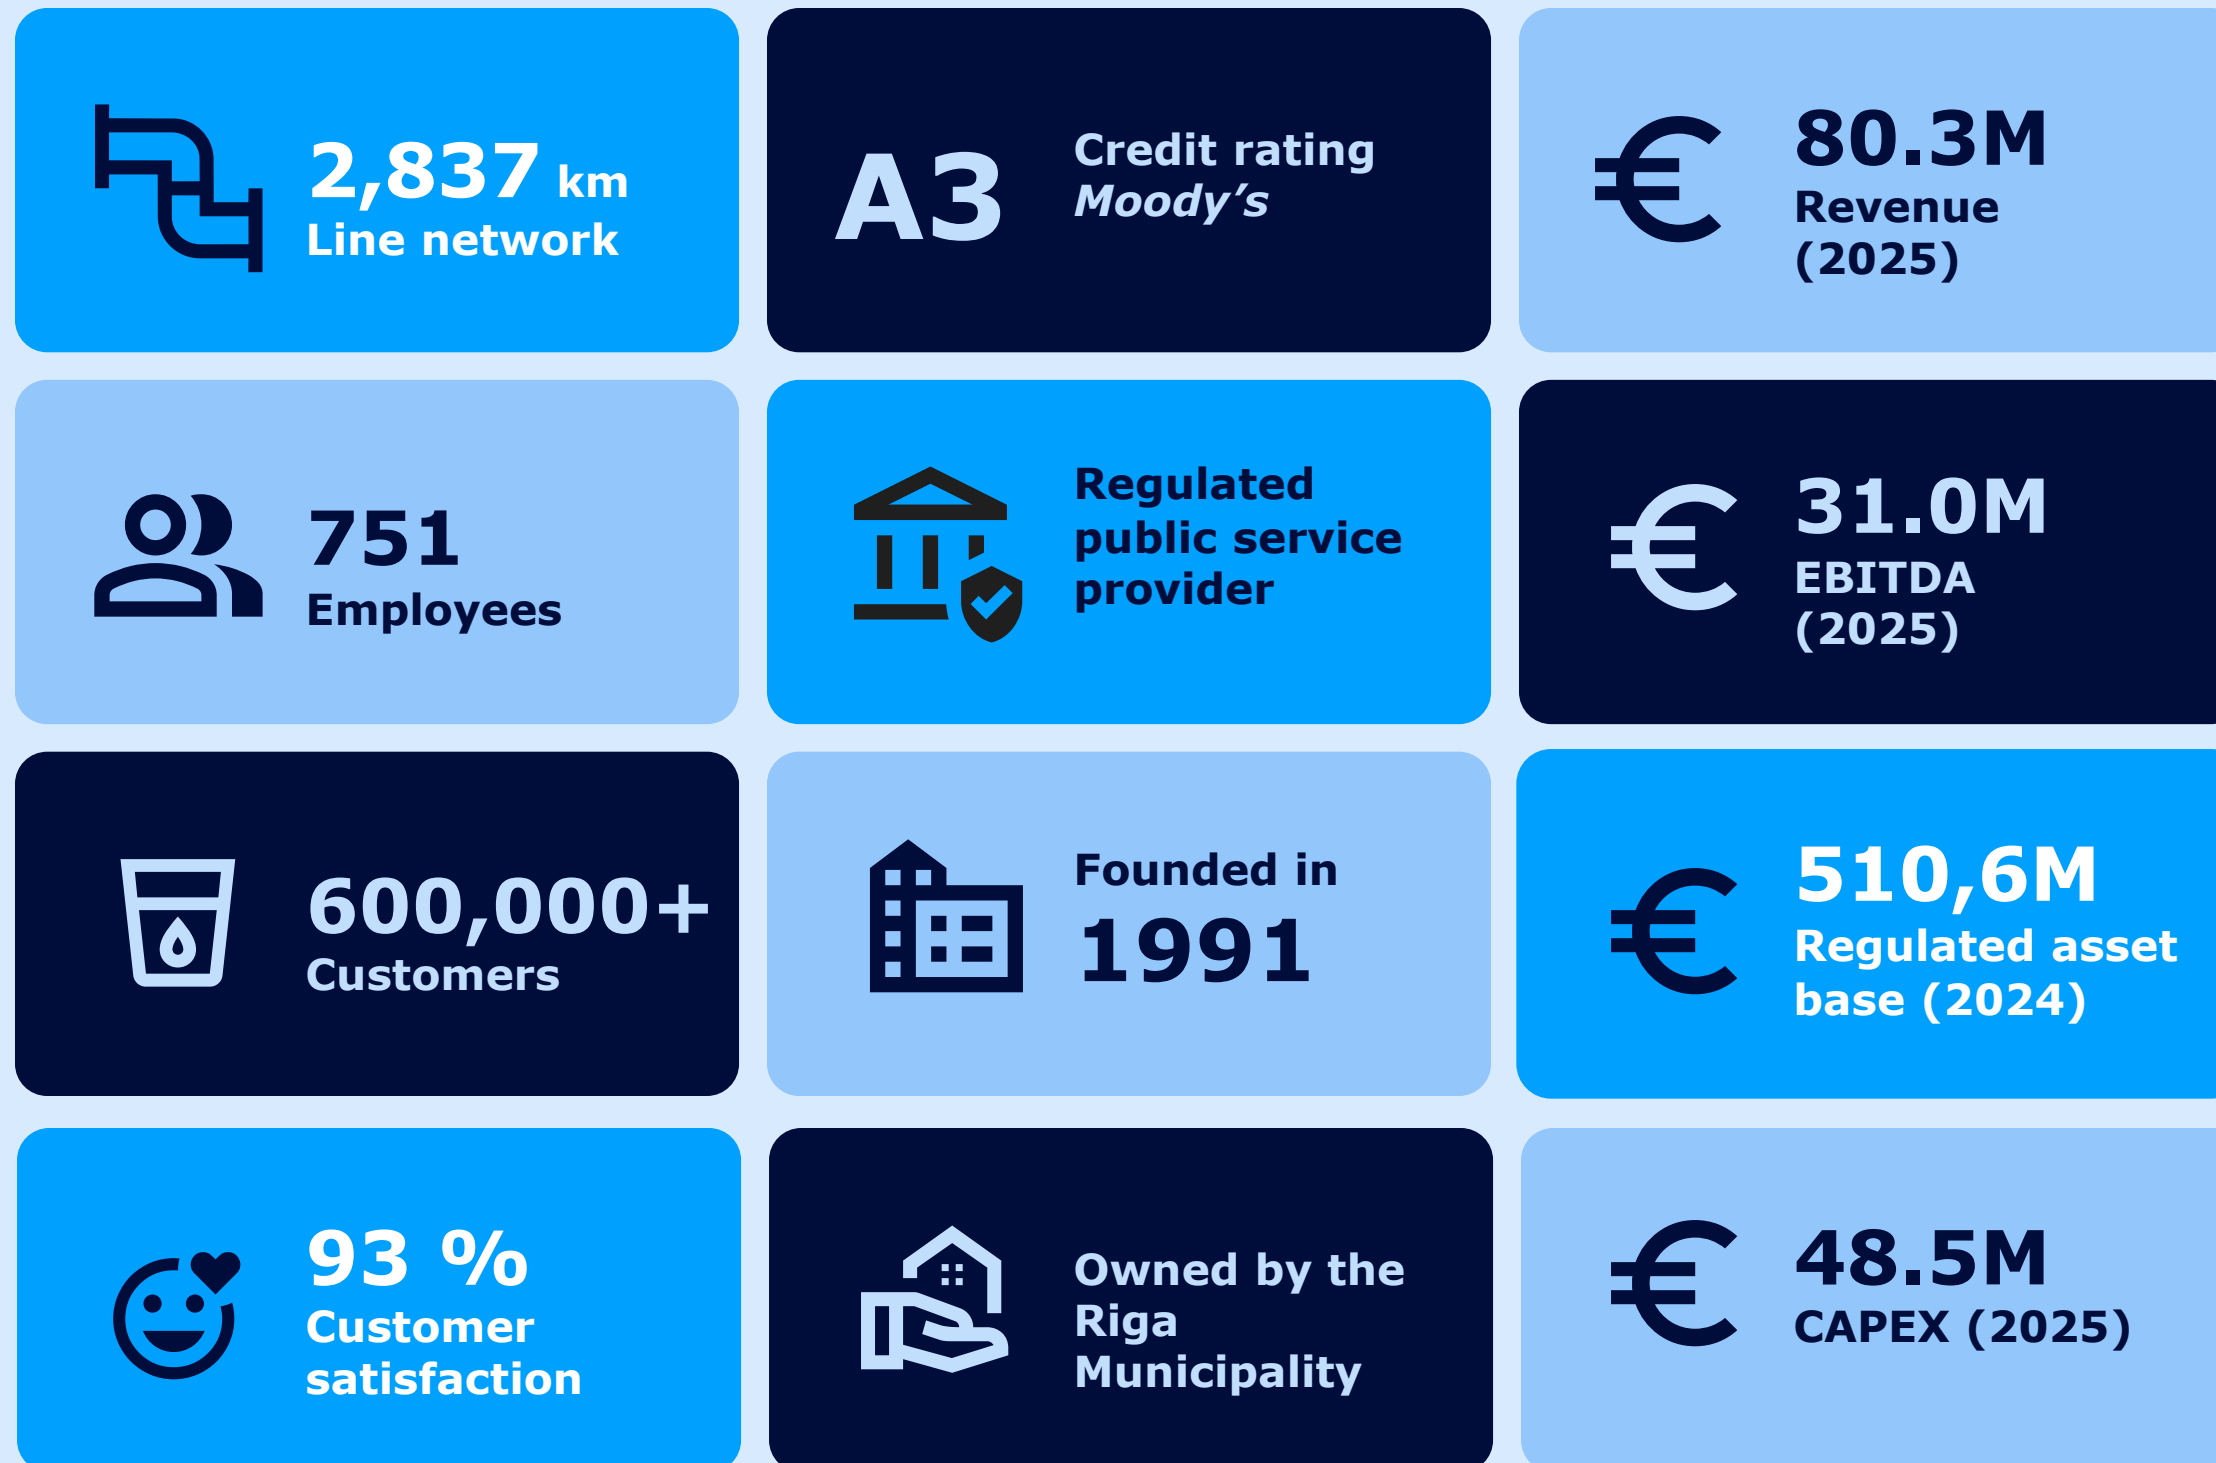 2,837 km
Line network
A3
Credit rating
Moody’s
€
80.3M
Revenue
(2025)
751
Employees
Regulated
public service
provider
€
31.0M
EBITDA
(2025)
600,000+
Customers
Founded in
1991
€
510,6M
Regulated asset
base (2024)
93 %
Customer
satisfaction
Owned by the
Riga
Municipality
€
48.5M
CAPEX (2025)